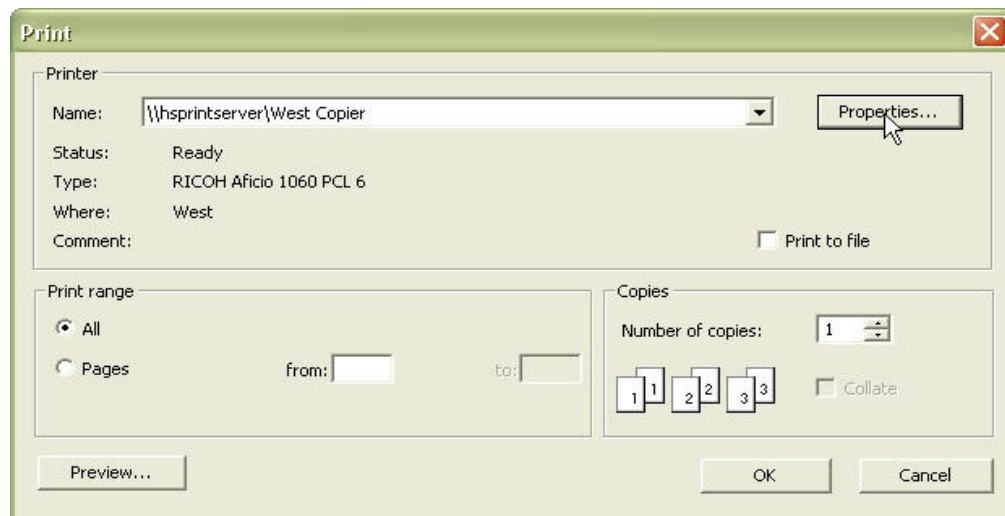 Print
Printer
Name: \\hsprintserver\West Copier Properties...
Status: Ready
Type: RICOH Aficio 1060 PCL 6
Where: West
Comment: Print to file
Print range
All
Pages from: to:
Copies
Number of copies: 1
1 1 2 2 3 3 Collate
Preview... OK Cancel